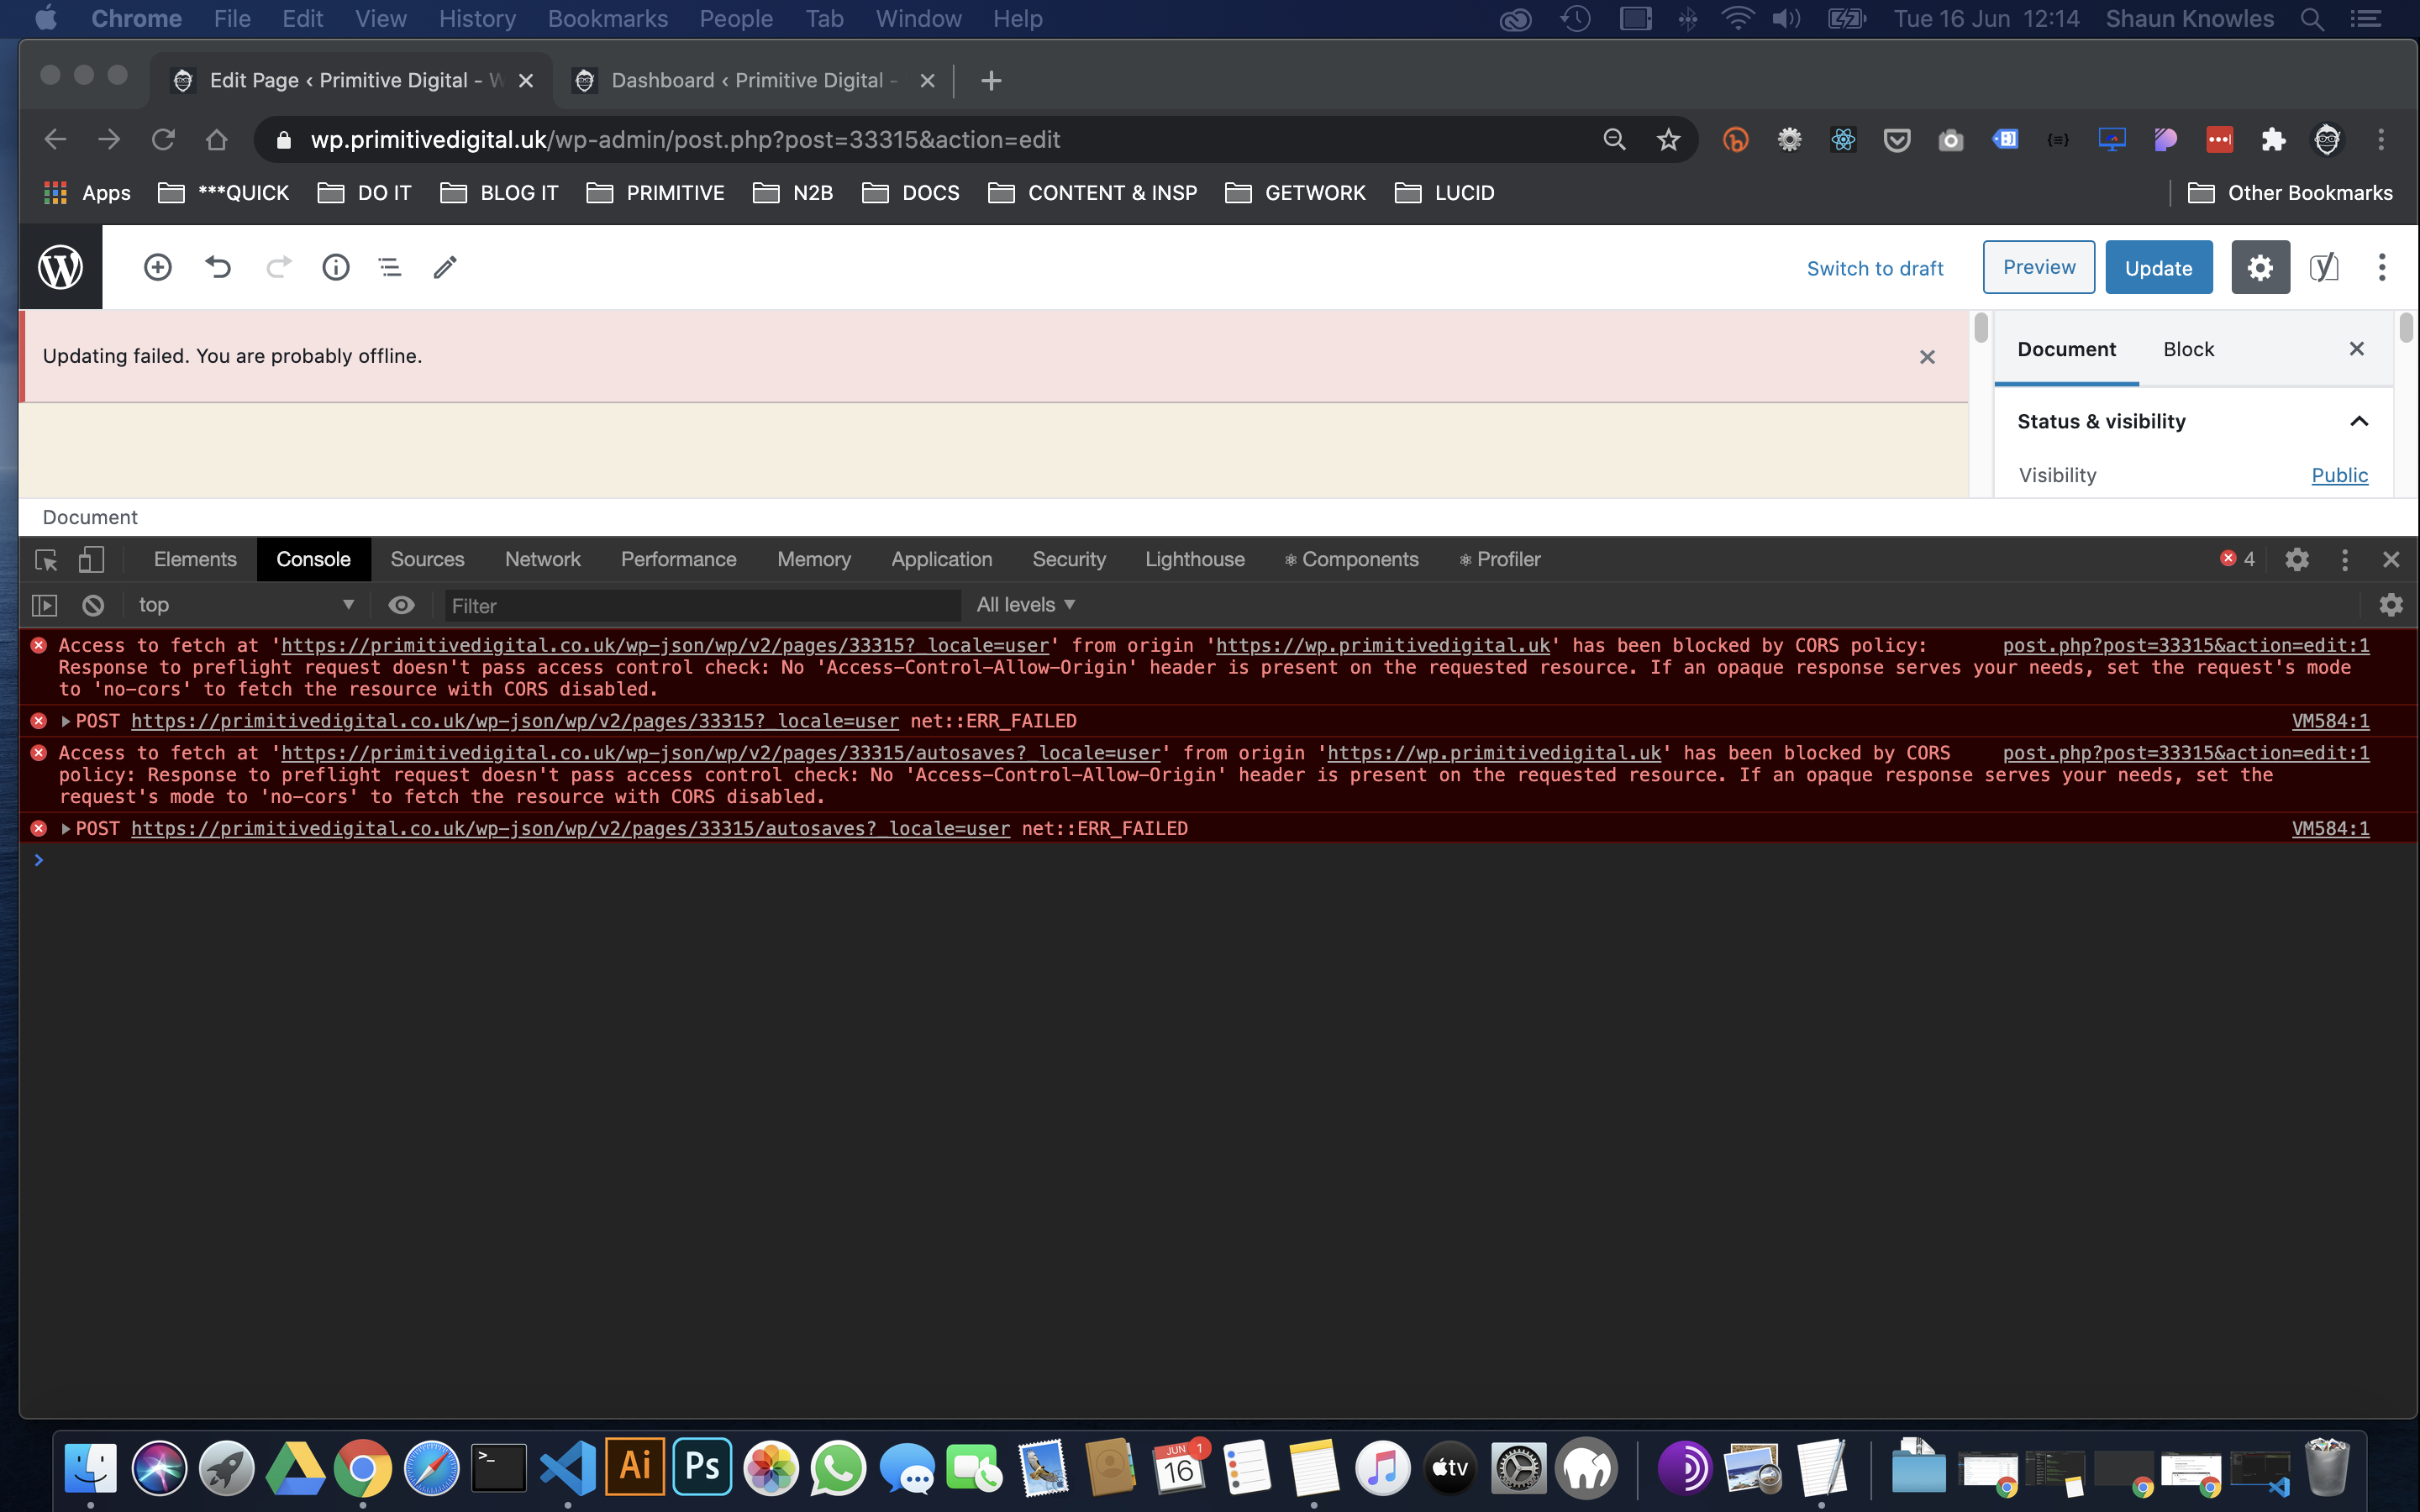 Chrome File Edit View History Bookmarks People Tab Window Help Tue 16 Jun 12:14 Shaun Knowles
Edit Page ‹ Primitive Digital - W Dashboard ‹ Primitive Digital -
wp.primitivedigital.uk/wp-admin/post.php?post=33315&action=edit
Apps ***QUICK DO IT BLOG IT PRIMITIVE N2B DOCS CONTENT & INSP GETWORK LUCID Other Bookmarks
Switch to draft Preview Update
Updating failed. You are probably offline.
Document Block
Status & visibility
Visibility Public
Document
Elements Console Sources Network Performance Memory Application Security Lighthouse Components Profiler 4
top Filter All levels
Access to fetch at 'https://primitivedigital.co.uk/wp-json/wp/v2/pages/33315?_locale=user' from origin 'https://wp.primitivedigital.uk' has been blocked by CORS policy: post.php?post=33315&action=edit:1
Response to preflight request doesn't pass access control check: No 'Access-Control-Allow-Origin' header is present on the requested resource. If an opaque response serves your needs, set the request's mode
to 'no-cors' to fetch the resource with CORS disabled.
POST https://primitivedigital.co.uk/wp-json/wp/v2/pages/33315?_locale=user net::ERR_FAILED VM584:1
Access to fetch at 'https://primitivedigital.co.uk/wp-json/wp/v2/pages/33315/autosaves?_locale=user' from origin 'https://wp.primitivedigital.uk' has been blocked by CORS post.php?post=33315&action=edit:1
policy: Response to preflight request doesn't pass access control check: No 'Access-Control-Allow-Origin' header is present on the requested resource. If an opaque response serves your needs, set the
request's mode to 'no-cors' to fetch the resource with CORS disabled.
POST https://primitivedigital.co.uk/wp-json/wp/v2/pages/33315/autosaves?_locale=user net::ERR_FAILED VM584:1
Ai Ps JUN 16 1 tv